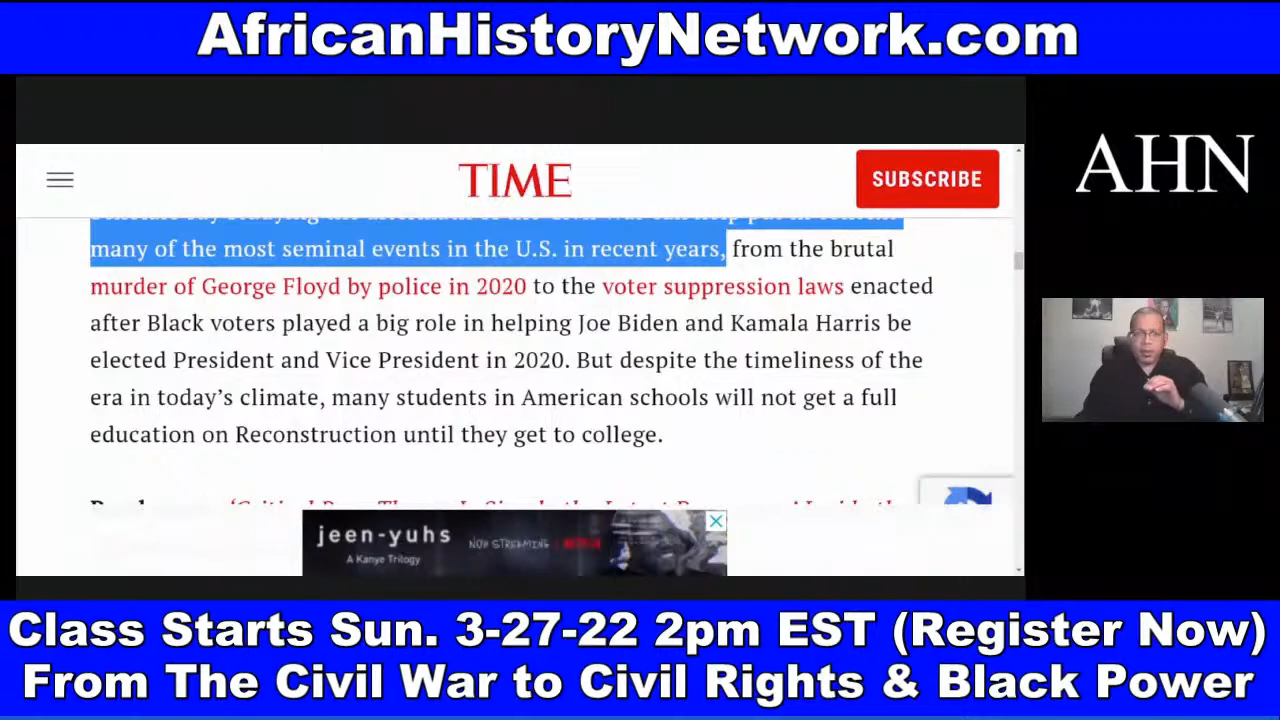 AfricanHistoryNetwork.com
AHN
TIME
SUBSCRIBE
many of the most seminal events in the U.S. in recent years, from the brutal
murder of George Floyd by police in 2020 to the voter suppression laws enacted
after Black voters played a big role in helping Joe Biden and Kamala Harris be
elected President and Vice President in 2020. But despite the timeliness of the
era in today’s climate, many students in American schools will not get a full
education on Reconstruction until they get to college.
jeen-yuhs
A Kanye Trilogy
NOW STREAMING
Class Starts Sun. 3-27-22 2pm EST (Register Now)
From The Civil War to Civil Rights & Black Power